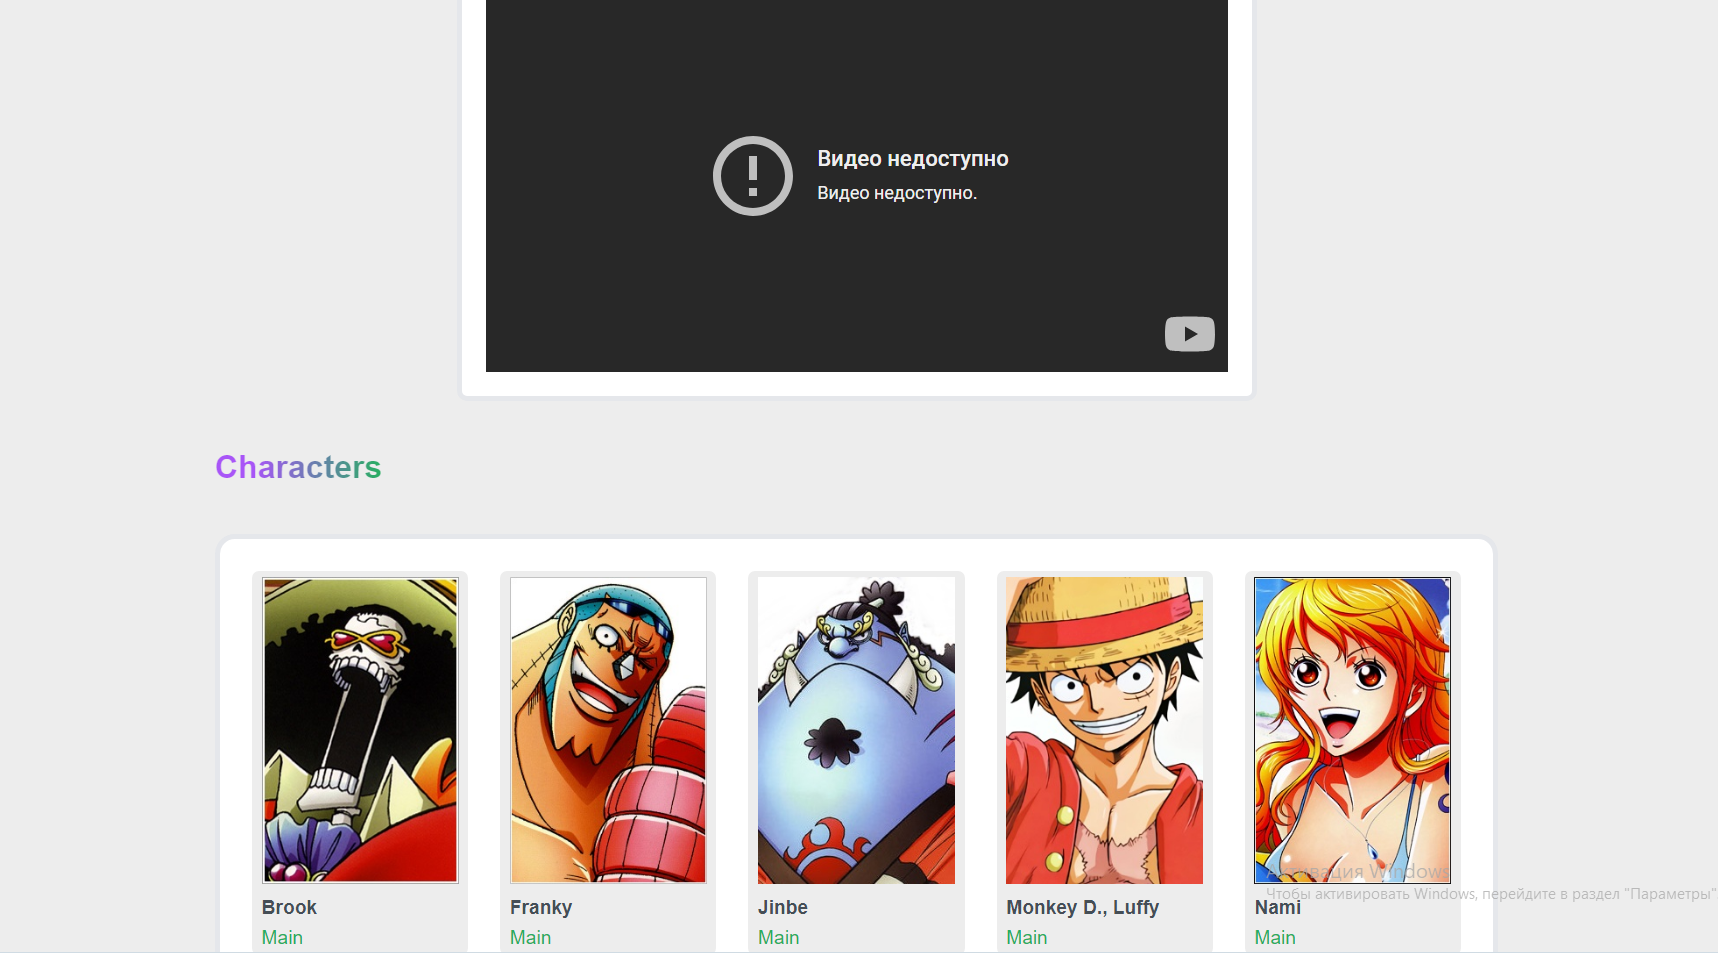 Видео недоступно
Видео недоступно.
Characters
Brook
Main
Franky
Main
Jinbe
Main
Monkey D., Luffy
Main
Nami
Main
Активация Windows
Чтобы активировать Windows, перейдите в раздел "Параметры"